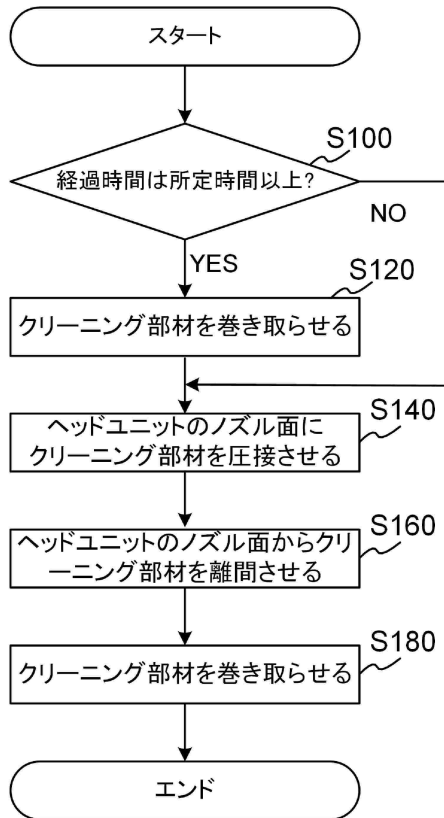 スタート
S100
経過時間は所定時間以上?
NO
YES
S120
クリーニング部材を巻き取らせる
S140
ヘッドユニットのノズル面に
クリーニング部材を圧接させる
S160
ヘッドユニットのノズル面からクリ
ーニング部材を離間させる
S180
クリーニング部材を巻き取らせる
エンド